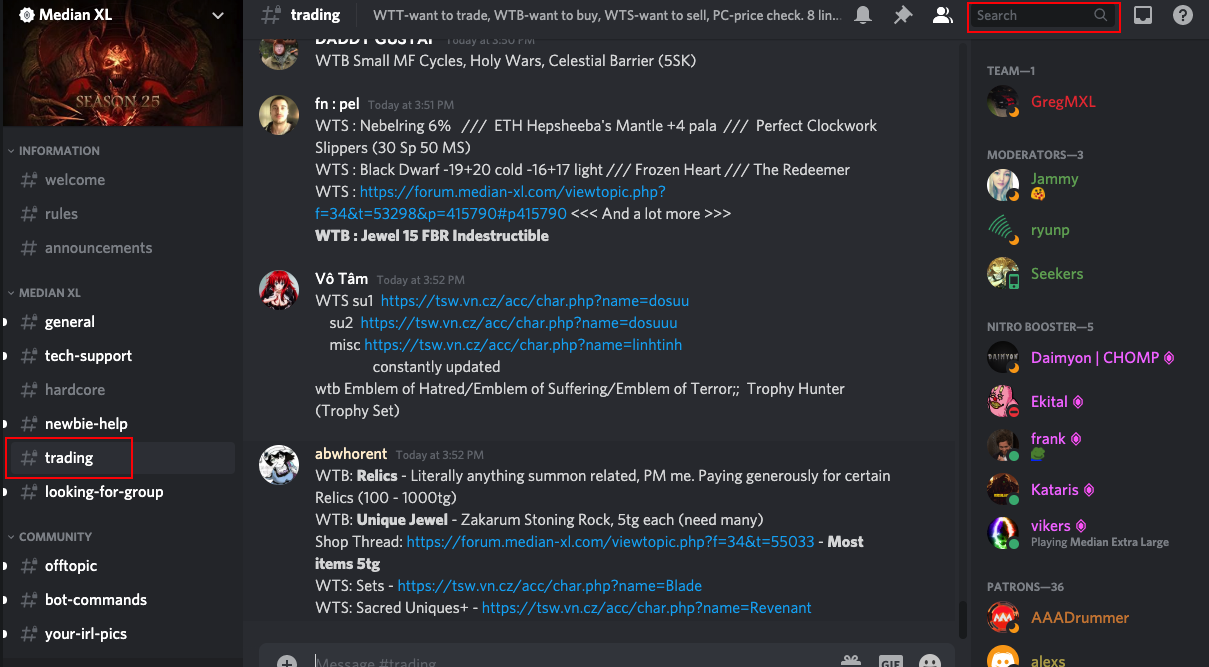 Median XL
SEASON 25
INFORMATION
welcome
rules
announcements
MEDIAN XL
general
tech-support
hardcore
newbie-help
trading
looking-for-group
COMMUNITY
offtopic
bot-commands
your-irl-pics
trading
WTT-want to trade, WTB-want to buy, WTS-want to sell, PC-price check. 8 lin...
Search
DADDY GUSTAF Today at 3:50 PM
WTB Small MF Cycles, Holy Wars, Celestial Barrier (5SK)
fn : pel Today at 3:51 PM
WTS : Nebelring 6% /// ETH Hepsheeba's Mantle +4 pala /// Perfect Clockwork
Slippers (30 Sp 50 MS)
WTS : Black Dwarf -19+20 cold -16+17 light /// Frozen Heart /// The Redeemer
WTS : https://forum.median-xl.com/viewtopic.php?
f=34&t=53298&p=415790#p415790 <<< And a lot more >>>
WTB : Jewel 15 FBR Indestructible
Vô Tâm Today at 3:52 PM
WTS su1 https://tsw.vn.cz/acc/char.php?name=dosuu
su2 https://tsw.vn.cz/acc/char.php?name=dosuuu
misc https://tsw.vn.cz/acc/char.php?name=linhtinh
constantly updated
wtb Emblem of Hatred/Emblem of Suffering/Emblem of Terror;; Trophy Hunter
(Trophy Set)
abwhorent Today at 3:52 PM
WTB: Relics - Literally anything summon related, PM me. Paying generously for certain
Relics (100 - 1000tg)
WTB: Unique Jewel - Zakarum Stoning Rock, 5tg each (need many)
Shop Thread: https://forum.median-xl.com/viewtopic.php?f=34&t=55033 - Most
items 5tg
WTS: Sets - https://tsw.vn.cz/acc/char.php?name=Blade
WTS: Sacred Uniques+ - https://tsw.vn.cz/acc/char.php?name=Revenant
Message #trading
GIF
TEAM—1
GregMXL
MODERATORS—3
Jammy
ryunp
Seekers
NITRO BOOSTER—5
DAIMYON
Daimyon | CHOMP
Ekital
frank
Kataris
vikers
Playing Median Extra Large
PATRONS—36
AAADrummer
alexs